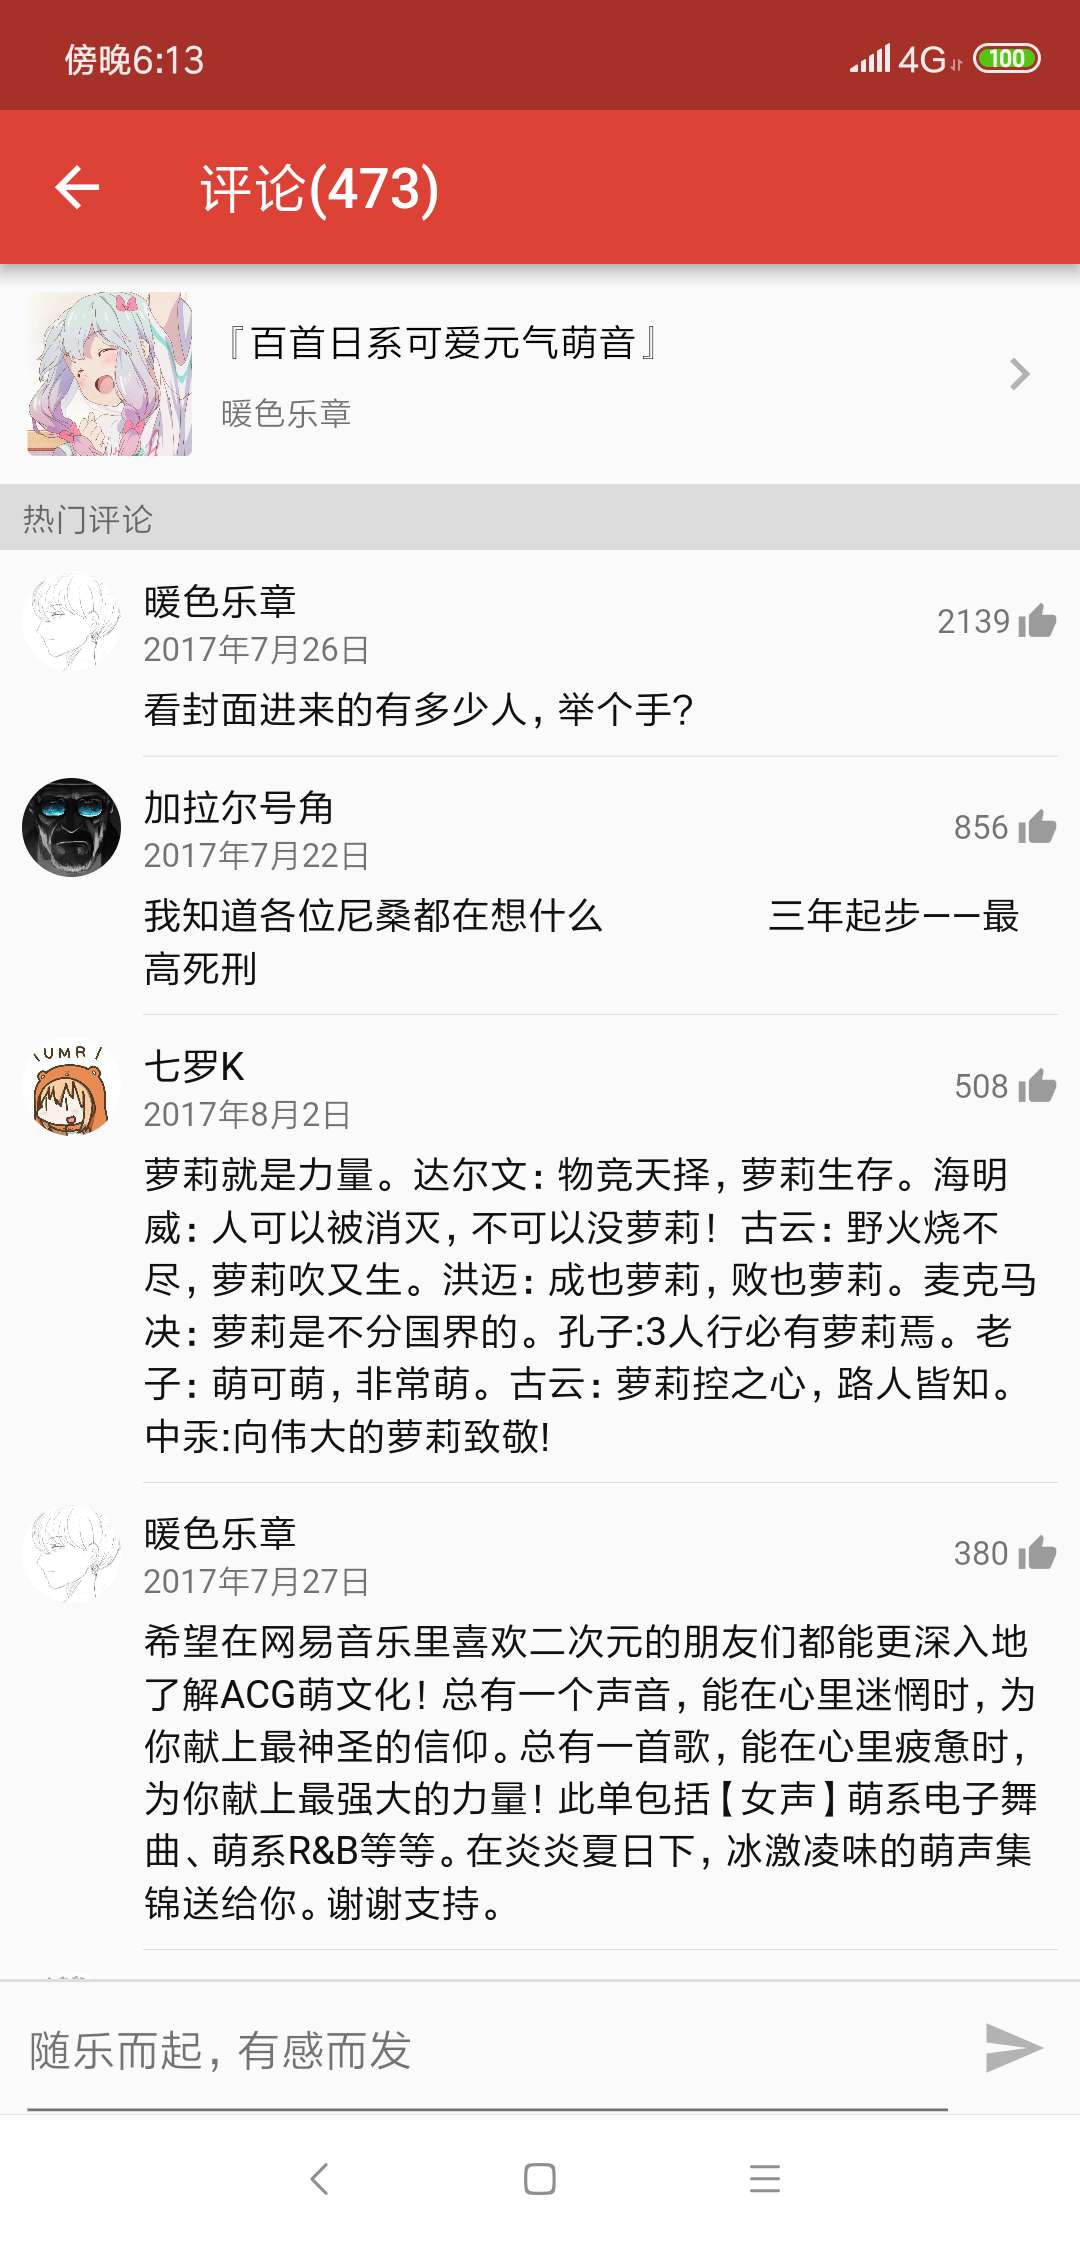 傍晚6:13
4G
100
评论(473)
『百首日系可爱元气萌音』
暖色乐章
热门评论
暖色乐章
2139
2017年7月26日
看封面进来的有多少人，举个手？
加拉尔号角
856
2017年7月22日
我知道各位尼桑都在想什么 三年起步——最
高死刑
UMR
七罗K
508
2017年8月2日
萝莉就是力量。达尔文：物竞天择，萝莉生存。海明
威：人可以被消灭，不可以没萝莉！古云：野火烧不
尽，萝莉吹又生。洪迈：成也萝莉，败也萝莉。麦克马
决：萝莉是不分国界的。孔子:3人行必有萝莉焉。老
子：萌可萌，非常萌。古云：萝莉控之心，路人皆知。
中汞:向伟大的萝莉致敬!
暖色乐章
380
2017年7月27日
希望在网易音乐里喜欢二次元的朋友们都能更深入地
了解ACG萌文化！总有一个声音，能在心里迷惘时，为
你献上最神圣的信仰。总有一首歌，能在心里疲惫时，
为你献上最强大的力量！此单包括【女声】萌系电子舞
曲、萌系R&B等等。在炎炎夏日下，冰激凌味的萌声集
锦送给你。谢谢支持。
随乐而起，有感而发